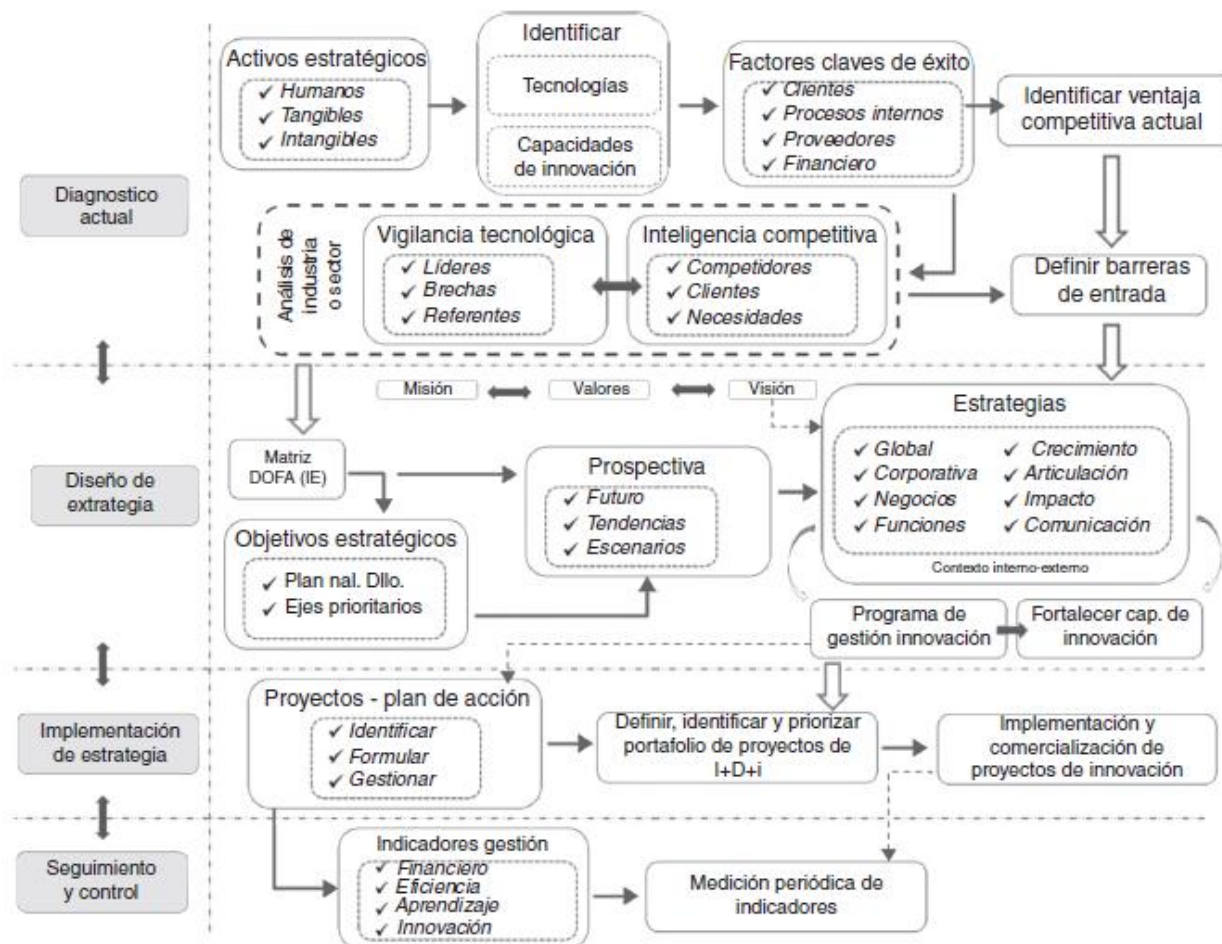 Diagnostico
actual
Activos estratégicos
✓ Humanos
✓ Tangibles
✓ Intangibles
Identificar
Tecnologías
Capacidades
de innovación
Factores claves de éxito
✓ Clientes
✓ Procesos internos
✓ Proveedores
✓ Financiero
Identificar ventaja
competitiva actual
Análisis de
industria
o sector
Vigilancia tecnológica
✓ Líderes
✓ Brechas
✓ Referentes
Inteligencia competitiva
✓ Competidores
✓ Clientes
✓ Necesidades
Definir barreras
de entrada
Diseño de
extrategia
Misión
Valores
Visión
Matriz
DOFA (IE)
Objetivos estratégicos
✓ Plan nal. Dllo.
✓ Ejes prioritarios
Prospectiva
✓ Futuro
✓ Tendencias
✓ Escenarios
Estrategias
✓ Global
✓ Corporativa
✓ Negocios
✓ Funciones
✓ Crecimiento
✓ Articulación
✓ Impacto
✓ Comunicación
Contexto interno-externo
Programa de
gestión innovación
Fortalecer cap. de
innovación
Implementación
de estrategia
Proyectos - plan de acción
✓ Identificar
✓ Formular
✓ Gestionar
Definir, identificar y priorizar
portafolio de proyectos de
I+D+i
Implementación y
comercialización de
proyectos de innovación
Seguimiento
y control
Indicadores gestión
✓ Financiero
✓ Eficiencia
✓ Aprendizaje
✓ Innovación
Medición periódica de
indicadores